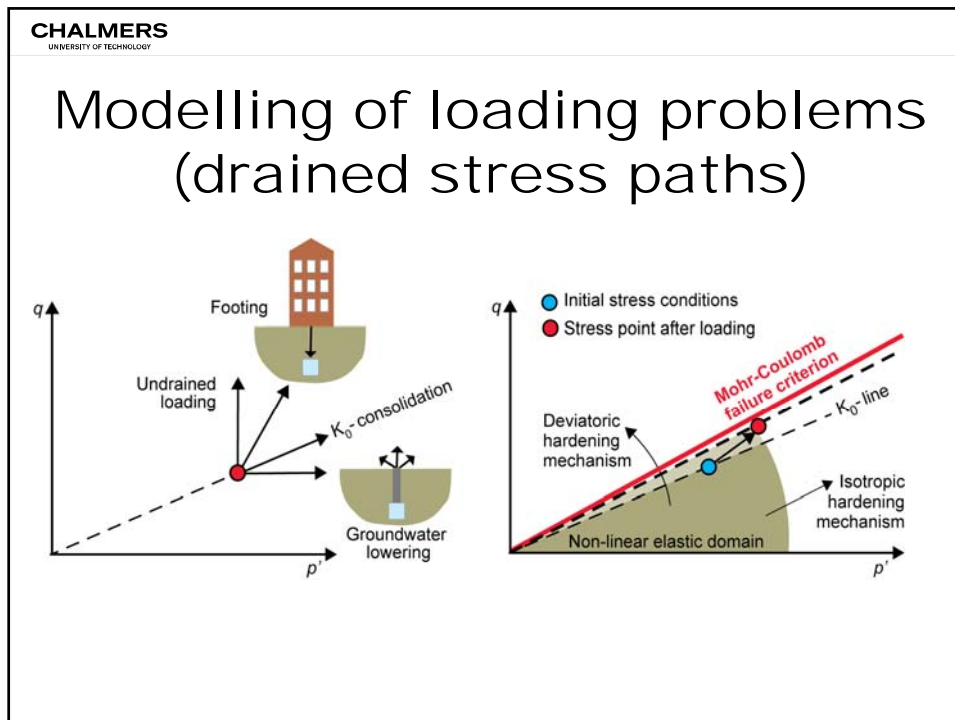 CHALMERS
UNIVERSITY OF TECHNOLOGY
Modelling of loading problems
(drained stress paths)
q
Footing
Undrained
loading
K₀-consolidation
Groundwater
lowering
p'
q
Initial stress conditions
Stress point after loading
Mohr-Coulomb
failure criterion
K₀-line
Deviatoric
hardening
mechanism
Isotropic
hardening
mechanism
Non-linear elastic domain
p'